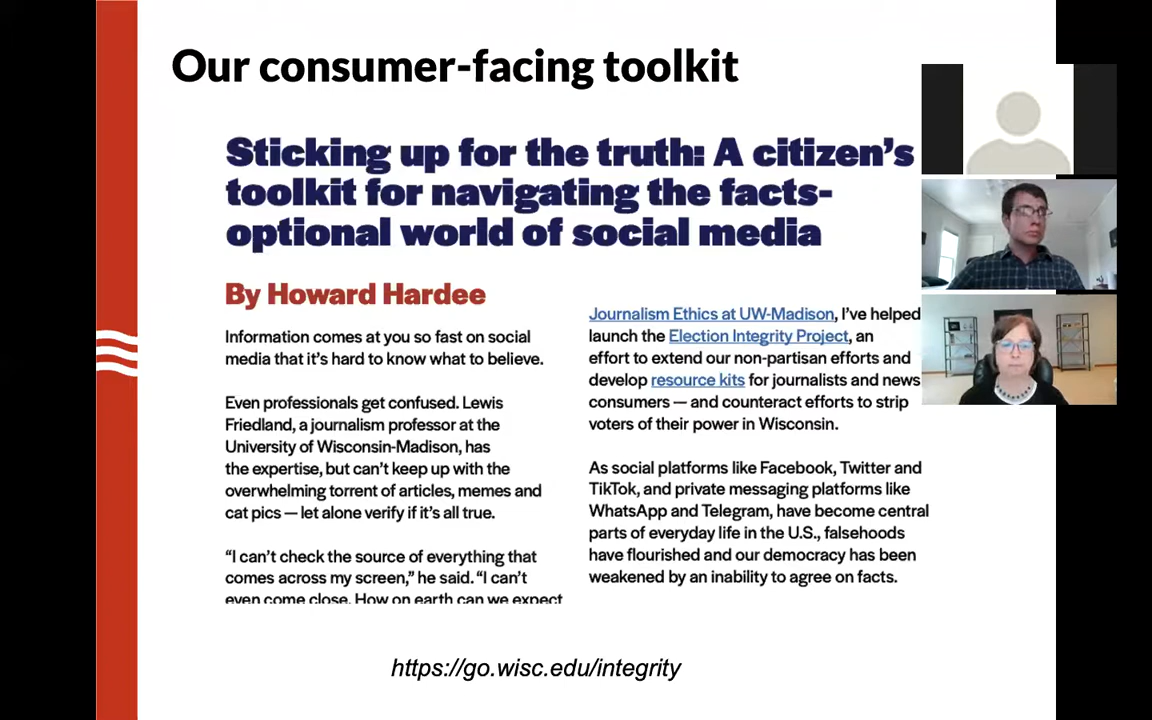 Our consumer-facing toolkit
Sticking up for the truth: A citizen’s
toolkit for navigating the facts-
optional world of social media
By Howard Hardee
Information comes at you so fast on social
media that it’s hard to know what to believe.
Even professionals get confused. Lewis
Friedland, a journalism professor at the
University of Wisconsin-Madison, has
the expertise, but can’t keep up with the
overwhelming torrent of articles, memes and
cat pics — let alone verify if it’s all true.
“I can’t check the source of everything that
comes across my screen,” he said. “I can’t
even come close. How on earth can we expect
Journalism Ethics at UW-Madison, I’ve helped
launch the Election Integrity Project, an
effort to extend our non-partisan efforts and
develop resource kits for journalists and news
consumers — and counteract efforts to strip
voters of their power in Wisconsin.
As social platforms like Facebook, Twitter and
TikTok, and private messaging platforms like
WhatsApp and Telegram, have become central
parts of everyday life in the U.S., falsehoods
have flourished and our democracy has been
weakened by an inability to agree on facts.
https://go.wisc.edu/integrity